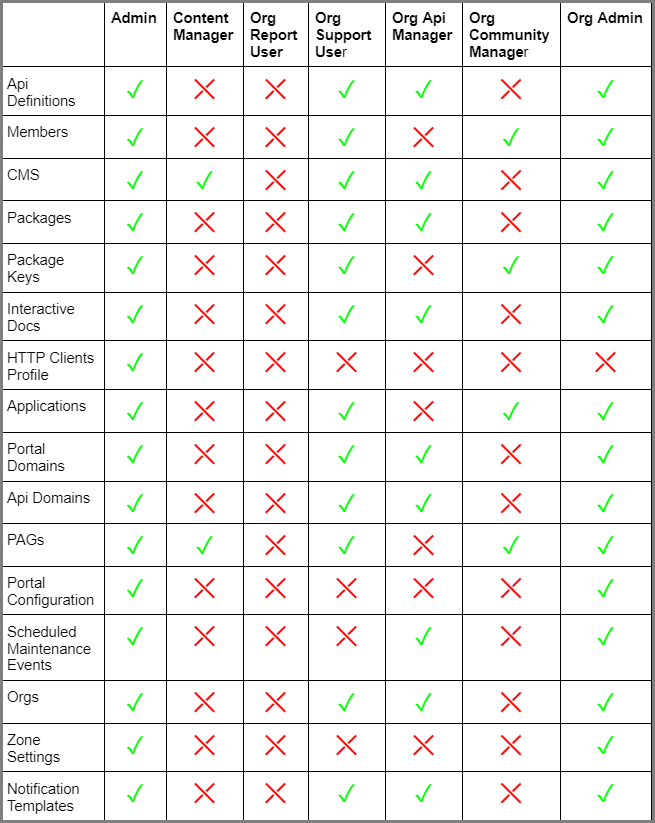 Admin
Content
Manager
Org
Report
User
Org
Support
User
Org Api
Manager
Org
Community
Manager
Org Admin
Api
Definitions
Members
CMS
Packages
Package
Keys
Interactive
Docs
HTTP Clients
Profile
Applications
Portal
Domains
Api Domains
PAGs
Portal
Configuration
Scheduled
Maintenance
Events
Orgs
Zone
Settings
Notification
Templates